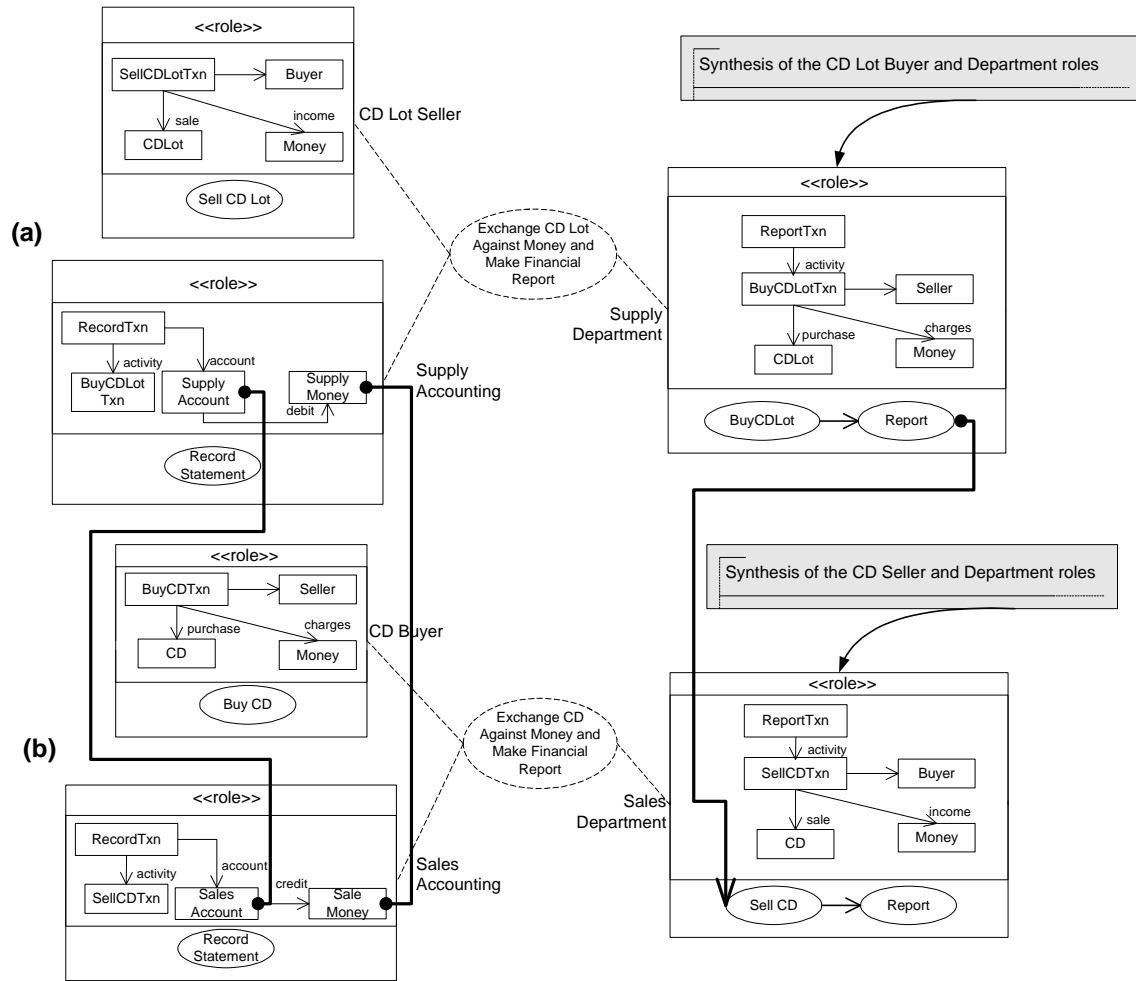 <<role>>
SellCDLotTxn
Buyer
sale
income
CDLot
Money
Sell CD Lot
CD Lot Seller
Synthesis of the CD Lot Buyer and Department roles
(a)
Exchange CD Lot
Against Money and
Make Financial
Report
<<role>>
ReportTxn
activity
BuyCDLotTxn
Seller
purchase
charges
CDLot
Money
BuyCDLot
Report
Supply
Department
<<role>>
RecordTxn
activity
account
BuyCDLot
Txn
Supply
Account
Supply
Money
debit
Record
Statement
Supply
Accounting
<<role>>
BuyCDTxn
Seller
purchase
charges
CD
Money
Buy CD
CD Buyer
Synthesis of the CD Seller and Department roles
(b)
Exchange CD
Against Money and
Make Financial
Report
<<role>>
ReportTxn
activity
SellCDTxn
Buyer
sale
income
CD
Money
Sell CD
Report
Sales
Department
<<role>>
RecordTxn
activity
account
SellCDTxn
Sales
Account
credit
Sale
Money
Record
Statement
Sales
Accounting